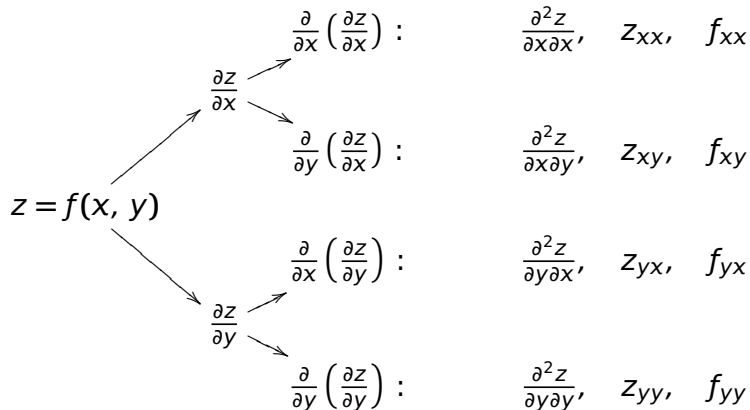 ∂/∂x (∂z/∂x) : ∂²z/∂x∂x, z_xx, f_xx
∂z/∂x
∂/∂y (∂z/∂x) : ∂²z/∂x∂y, z_xy, f_xy
z = f(x, y)
∂/∂x (∂z/∂y) : ∂²z/∂y∂x, z_yx, f_yx
∂z/∂y
∂/∂y (∂z/∂y) : ∂²z/∂y∂y, z_yy, f_yy